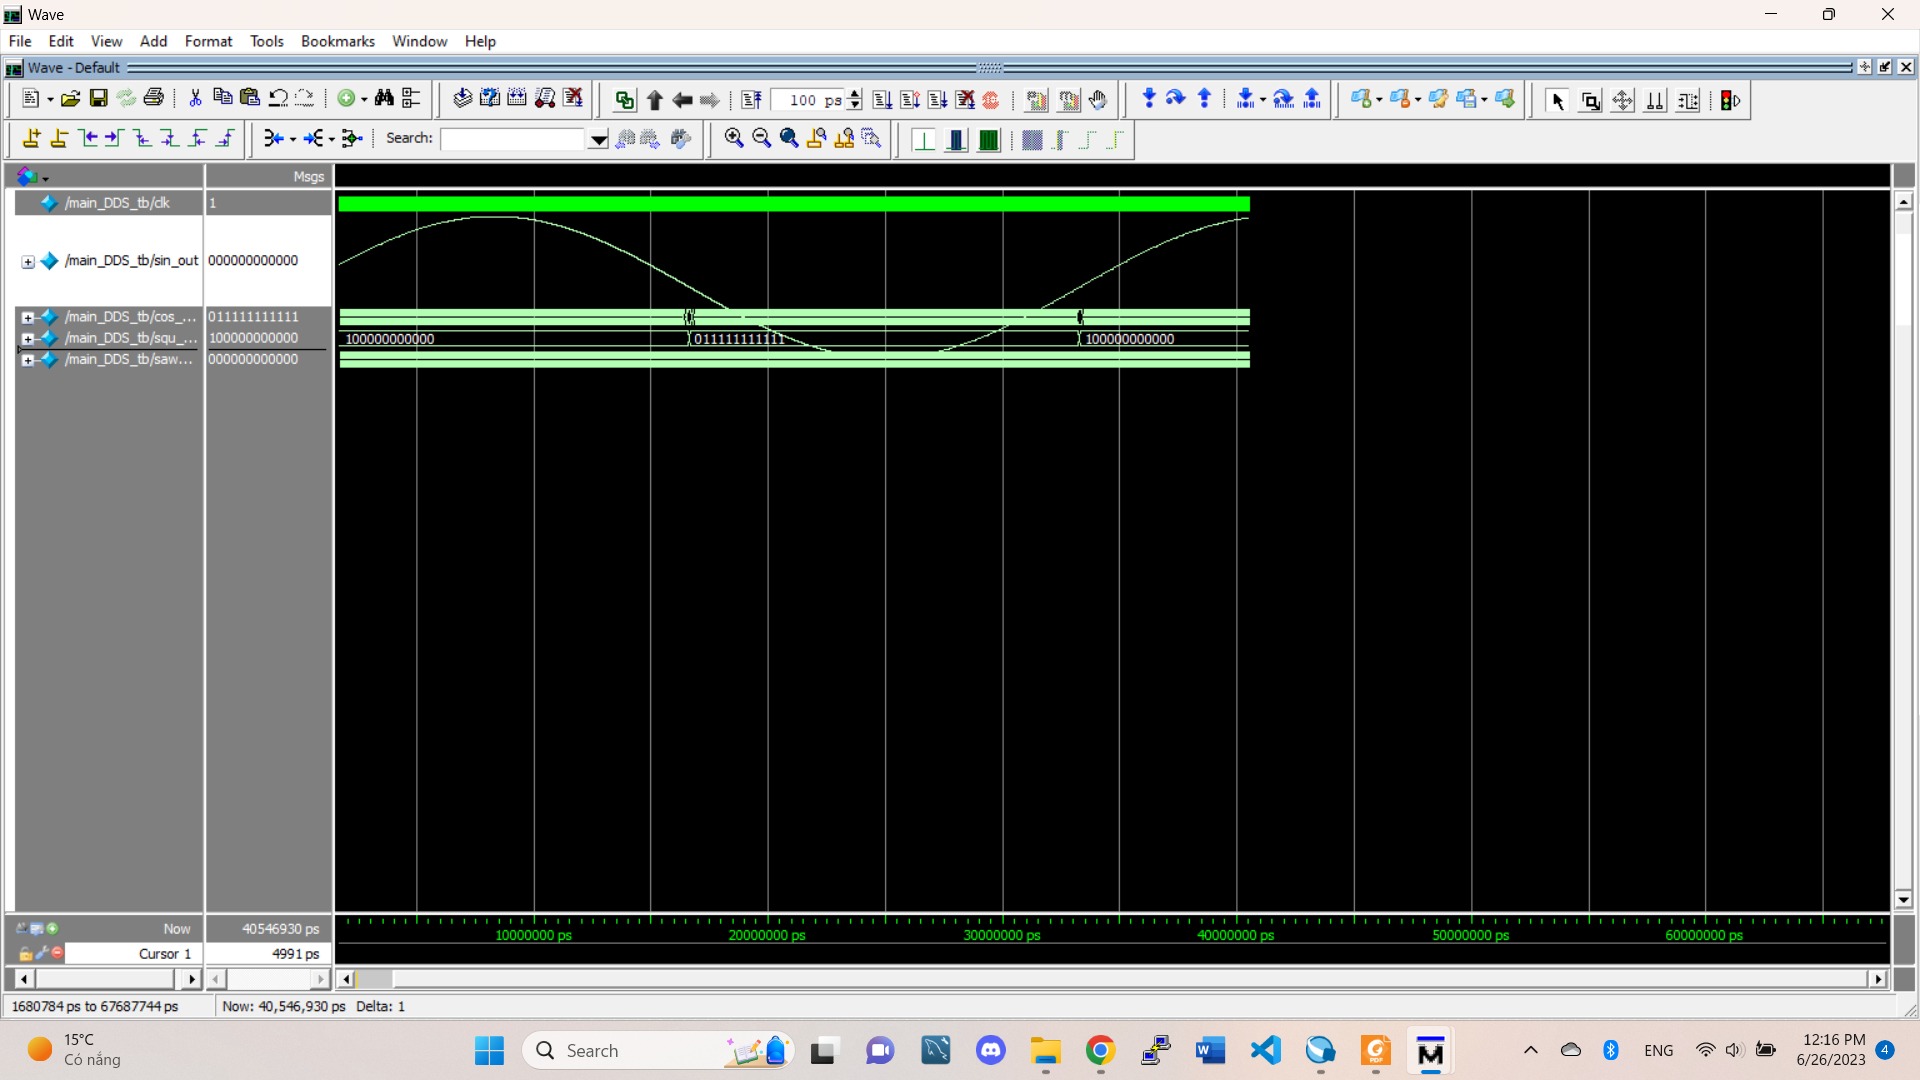 Wave
File Edit View Add Format Tools Bookmarks Window Help
Wave - Default
100 ps
Search:
Msgs
/main_DDS_tb/clk 1
/main_DDS_tb/sin_out 000000000000
/main_DDS_tb/cos_... 011111111111
/main_DDS_tb/squ_... 100000000000 100000000000 011111111111 100000000000
/main_DDS_tb/saw... 000000000000
Now 40546930 ps
10000000 ps 20000000 ps 30000000 ps 40000000 ps 50000000 ps 60000000 ps
Cursor 1 4991 ps
1680784 ps to 67687744 ps Now: 40,546,930 ps Delta: 1
15°C
Có nắng
Search
W
PDF
M
ENG
12:16 PM
6/26/2023
4